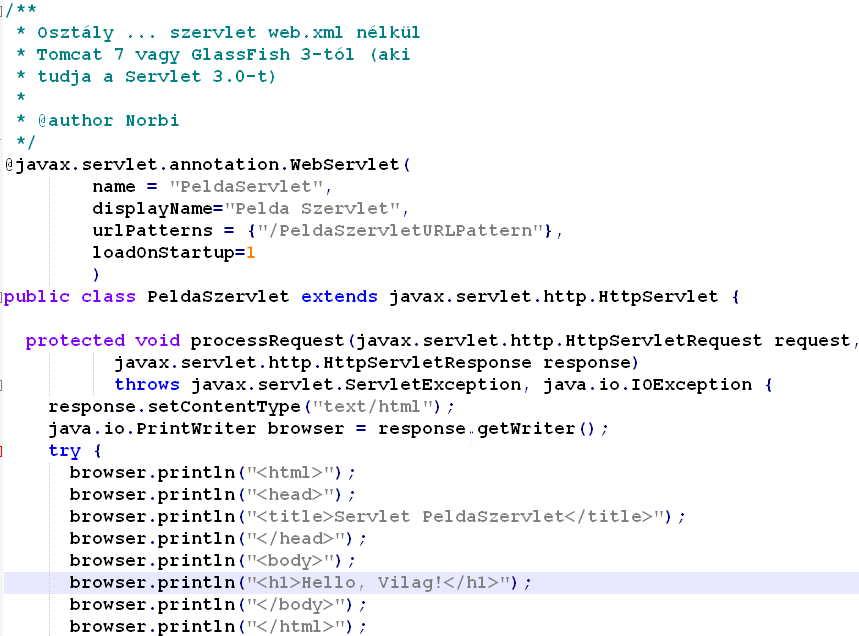 /**
 * Osztály ... szervlet web.xml nélkül
 * Tomcat 7 vagy GlassFish 3-tól (aki
 * tudja a Servlet 3.0-t)
 *
 * @author Norbi
 */
@javax.servlet.annotation.WebServlet(
        name = "PeldaServlet",
        displayName="Pelda Szervlet",
        urlPatterns = {"/PeldaSzervletURLPattern"},
        loadOnStartup=1
        )
public class PeldaSzervlet extends javax.servlet.http.HttpServlet {
  protected void processRequest(javax.servlet.http.HttpServletRequest request,
          javax.servlet.http.HttpServletResponse response)
          throws javax.servlet.ServletException, java.io.IOException {
    response.setContentType("text/html");
    java.io.PrintWriter browser = response.getWriter();
    try {
      browser.println("<html>");
      browser.println("<head>");
      browser.println("<title>Servlet PeldaSzervlet</title>");
      browser.println("</head>");
      browser.println("<body>");
      browser.println("<h1>Hello, Vilag!</h1>");
      browser.println("</body>");
      browser.println("</html>");